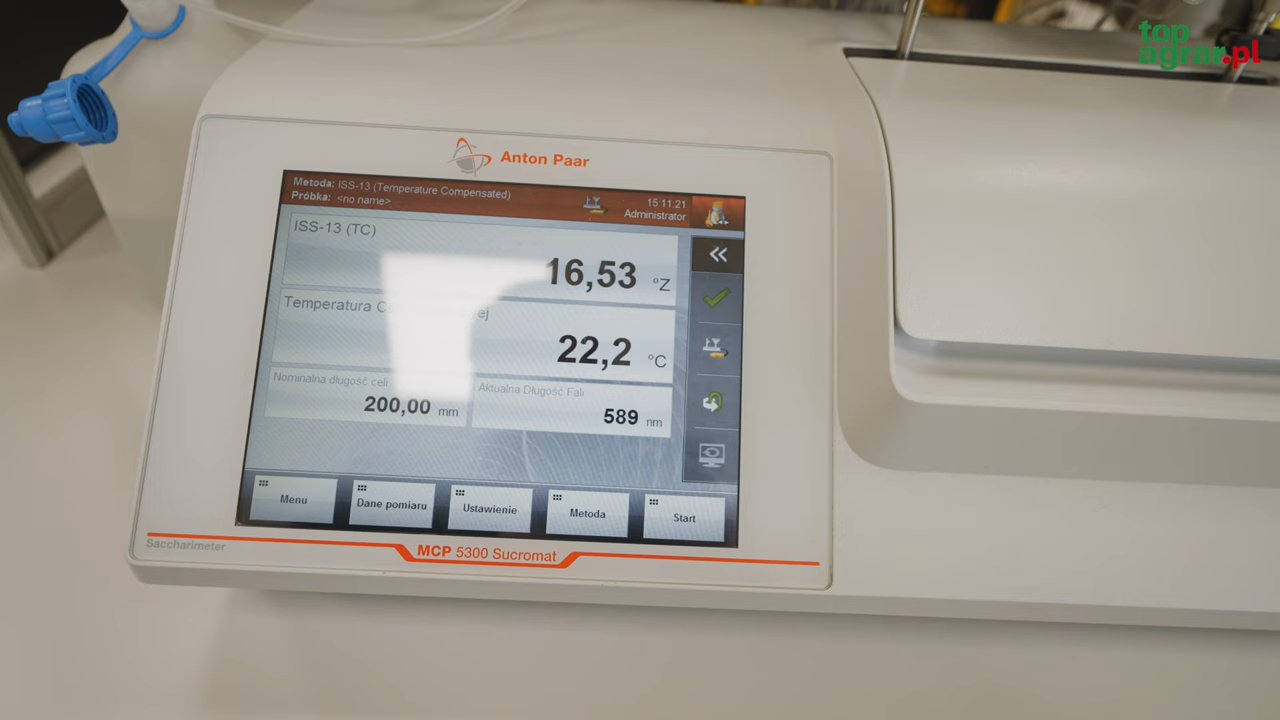 top
agrar.pl
Anton Paar
Metoda: ISS-13 (Temperature Compensated)
Próbka: <no name>
15:11:21
Administrator
ISS-13 (TC)
16,53 °Z
Temperatura
22,2 °C
Nominalna długość celi
200,00 mm
Aktualna Długość Fali
589 nm
Menu
Dane pomiaru
Ustawienie
Metoda
Start
Saccharimeter
MCP 5300 Sucromat